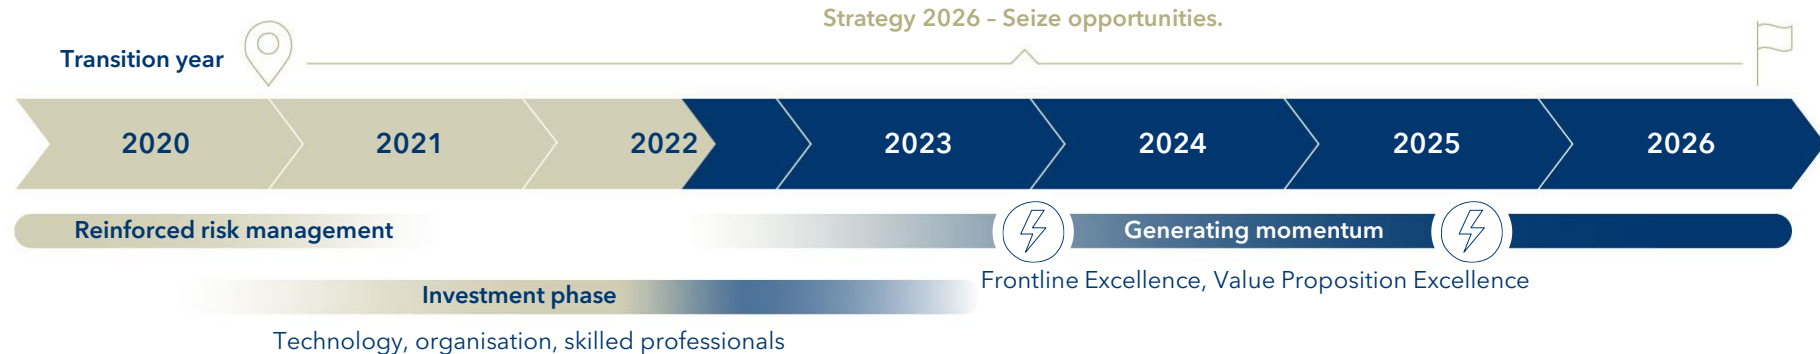 Strategy 2026 – Seize opportunities.
Transition year
2020
2021
2022
2023
2024
2025
2026
Reinforced risk management
Generating momentum
Frontline Excellence, Value Proposition Excellence
Investment phase
Technology, organisation, skilled professionals